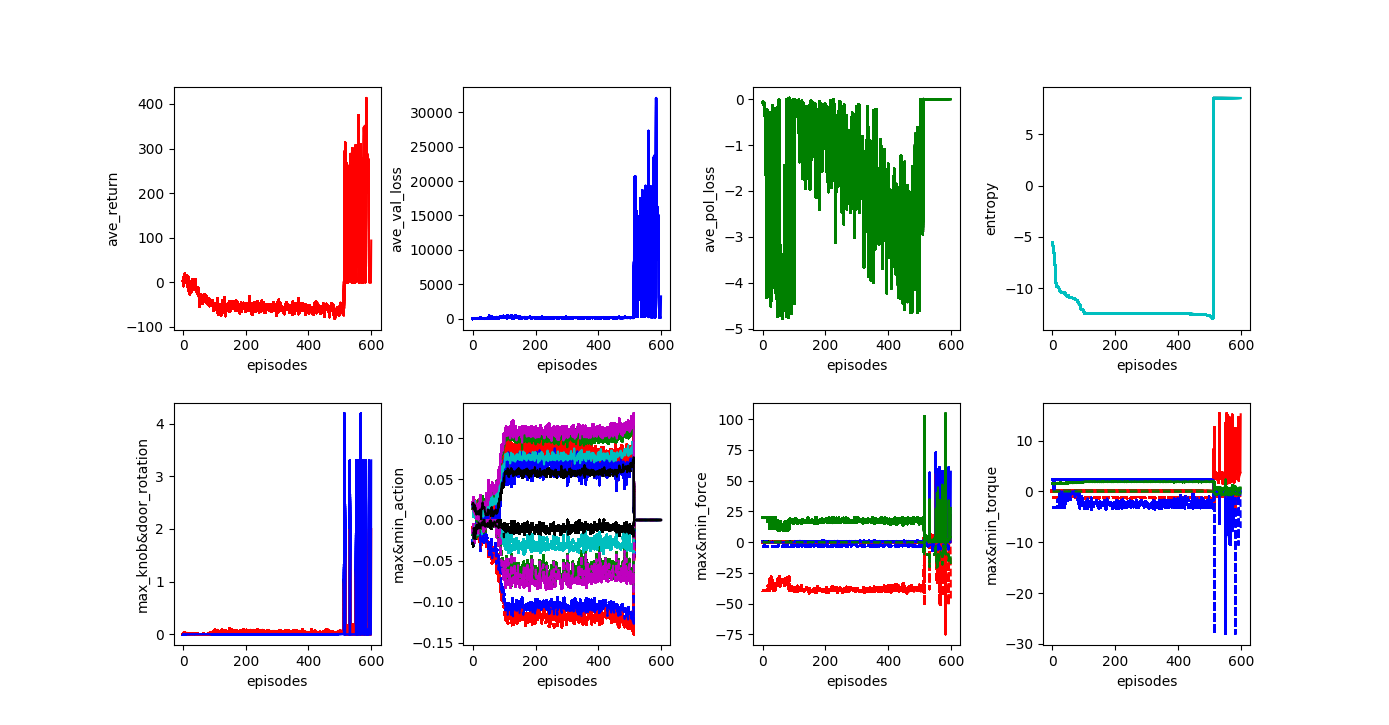 ave_return
400
300
200
100
0
−100
0 200 400 600
episodes
ave_val_loss
30000
25000
20000
15000
10000
5000
0
0 200 400 600
episodes
ave_pol_loss
0
−1
−2
−3
−4
−5
0 200 400 600
episodes
entropy
5
0
−5
−10
0 200 400 600
episodes
max_knob&door_rotation
4
3
2
1
0
0 200 400 600
episodes
max&min_action
0.10
0.05
0.00
−0.05
−0.10
−0.15
0 200 400 600
episodes
max&min_force
100
75
50
25
0
−25
−50
−75
0 200 400 600
episodes
max&min_torque
10
0
−10
−20
−30
0 200 400 600
episodes